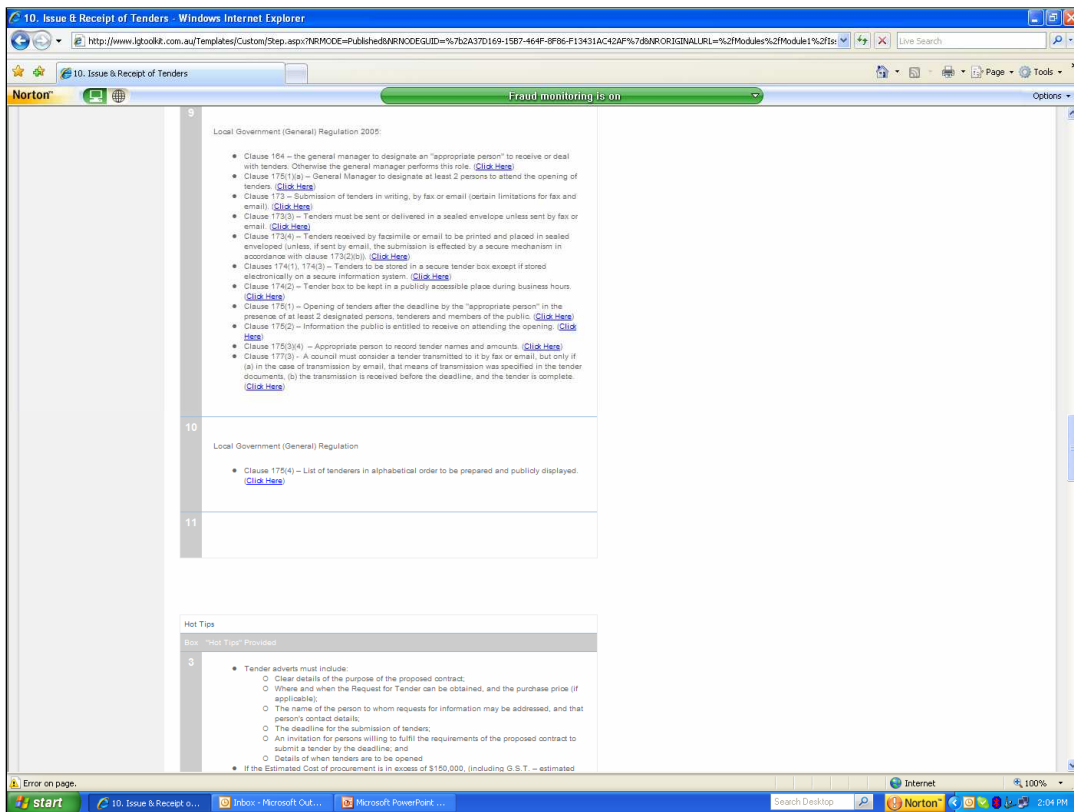 10. Issue & Receipt of Tenders - Windows Internet Explorer
http://www.lgtoolkit.com.au/Templates/Custom/Step.aspx?NRMODE=Published&NRNODEGUID=%7b2A37D169-15B7-464F-8F86-F13431AC42AF%7d&NRORIGINALURL=%2fModules%2fModule1%2fIs:
Live Search
10. Issue & Receipt of Tenders
Page
Tools
Norton
Fraud monitoring is on
Options
9
Local Government (General) Regulation 2005:
Clause 164 – the general manager to designate an "appropriate person" to receive or deal
with tenders. Otherwise the general manager performs this role. (Click Here)
Clause 175(1)(a) – General Manager to designate at least 2 persons to attend the opening of
tenders. (Click Here)
Clause 173 – Submission of tenders in writing, by fax or email (certain limitations for fax and
email). (Click Here)
Clause 173(3) – Tenders must be sent or delivered in a sealed envelope unless sent by fax or
email. (Click Here)
Clause 173(4) – Tenders received by facsimile or email to be printed and placed in sealed
enveloped (unless, if sent by email, the submission is effected by a secure mechanism in
accordance with clause 173(2)(b)). (Click Here)
Clauses 174(1), 174(3) – Tenders to be stored in a secure tender box except if stored
electronically on a secure information system. (Click Here)
Clause 174(2) – Tender box to be kept in a publicly accessible place during business hours.
(Click Here)
Clause 175(1) – Opening of tenders after the deadline by the "appropriate person" in the
presence of at least 2 designated persons, tenderers and members of the public. (Click Here)
Clause 175(2) – Information the public is entitled to receive on attending the opening. (Click
Here)
Clause 175(3)(4) – Appropriate person to record tender names and amounts. (Click Here)
Clause 177(3) - A council must consider a tender transmitted to it by fax or email, but only if
(a) in the case of transmission by email, that means of transmission was specified in the tender
documents, (b) the transmission is received before the deadline, and the tender is complete.
(Click Here)
10
Local Government (General) Regulation
Clause 175(4) – List of tenderers in alphabetical order to be prepared and publicly displayed.
(Click Here)
11
Hot Tips
Box "Hot Tips" Provided
3
Tender adverts must include:
Clear details of the purpose of the proposed contract;
Where and when the Request for Tender can be obtained, and the purchase price (if
applicable);
The name of the person to whom requests for information may be addressed, and that
person's contact details;
The deadline for the submission of tenders;
An invitation for persons willing to fulfil the requirements of the proposed contract to
submit a tender by the deadline; and
Details of when tenders are to be opened
If the Estimated Cost of procurement is in excess of $150,000, (including G.S.T. – estimated
Error on page.
Internet
100%
start
10. Issue & Receipt o...
Inbox - Microsoft Out...
Microsoft PowerPoint ...
Search Desktop
Norton
2:04 PM